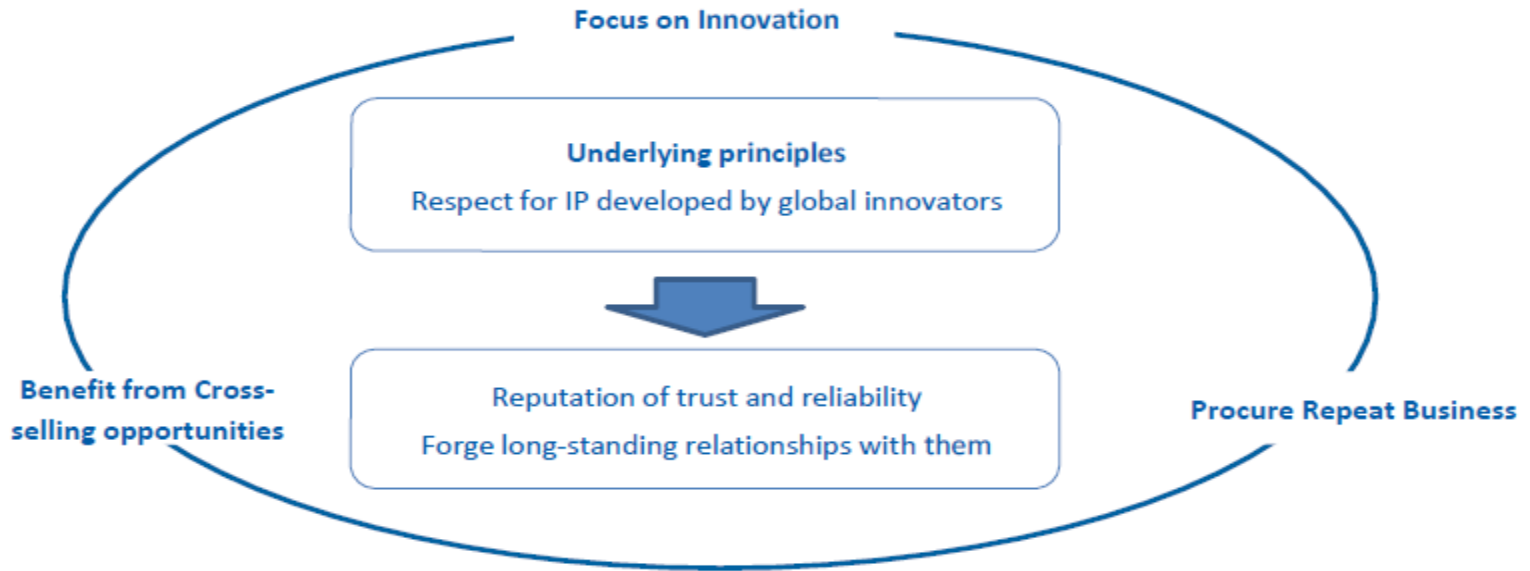 Focus on Innovation
Underlying principles
Respect for IP developed by global innovators
Reputation of trust and reliability
Forge long-standing relationships with them
Benefit from Cross-
selling opportunities
Procure Repeat Business